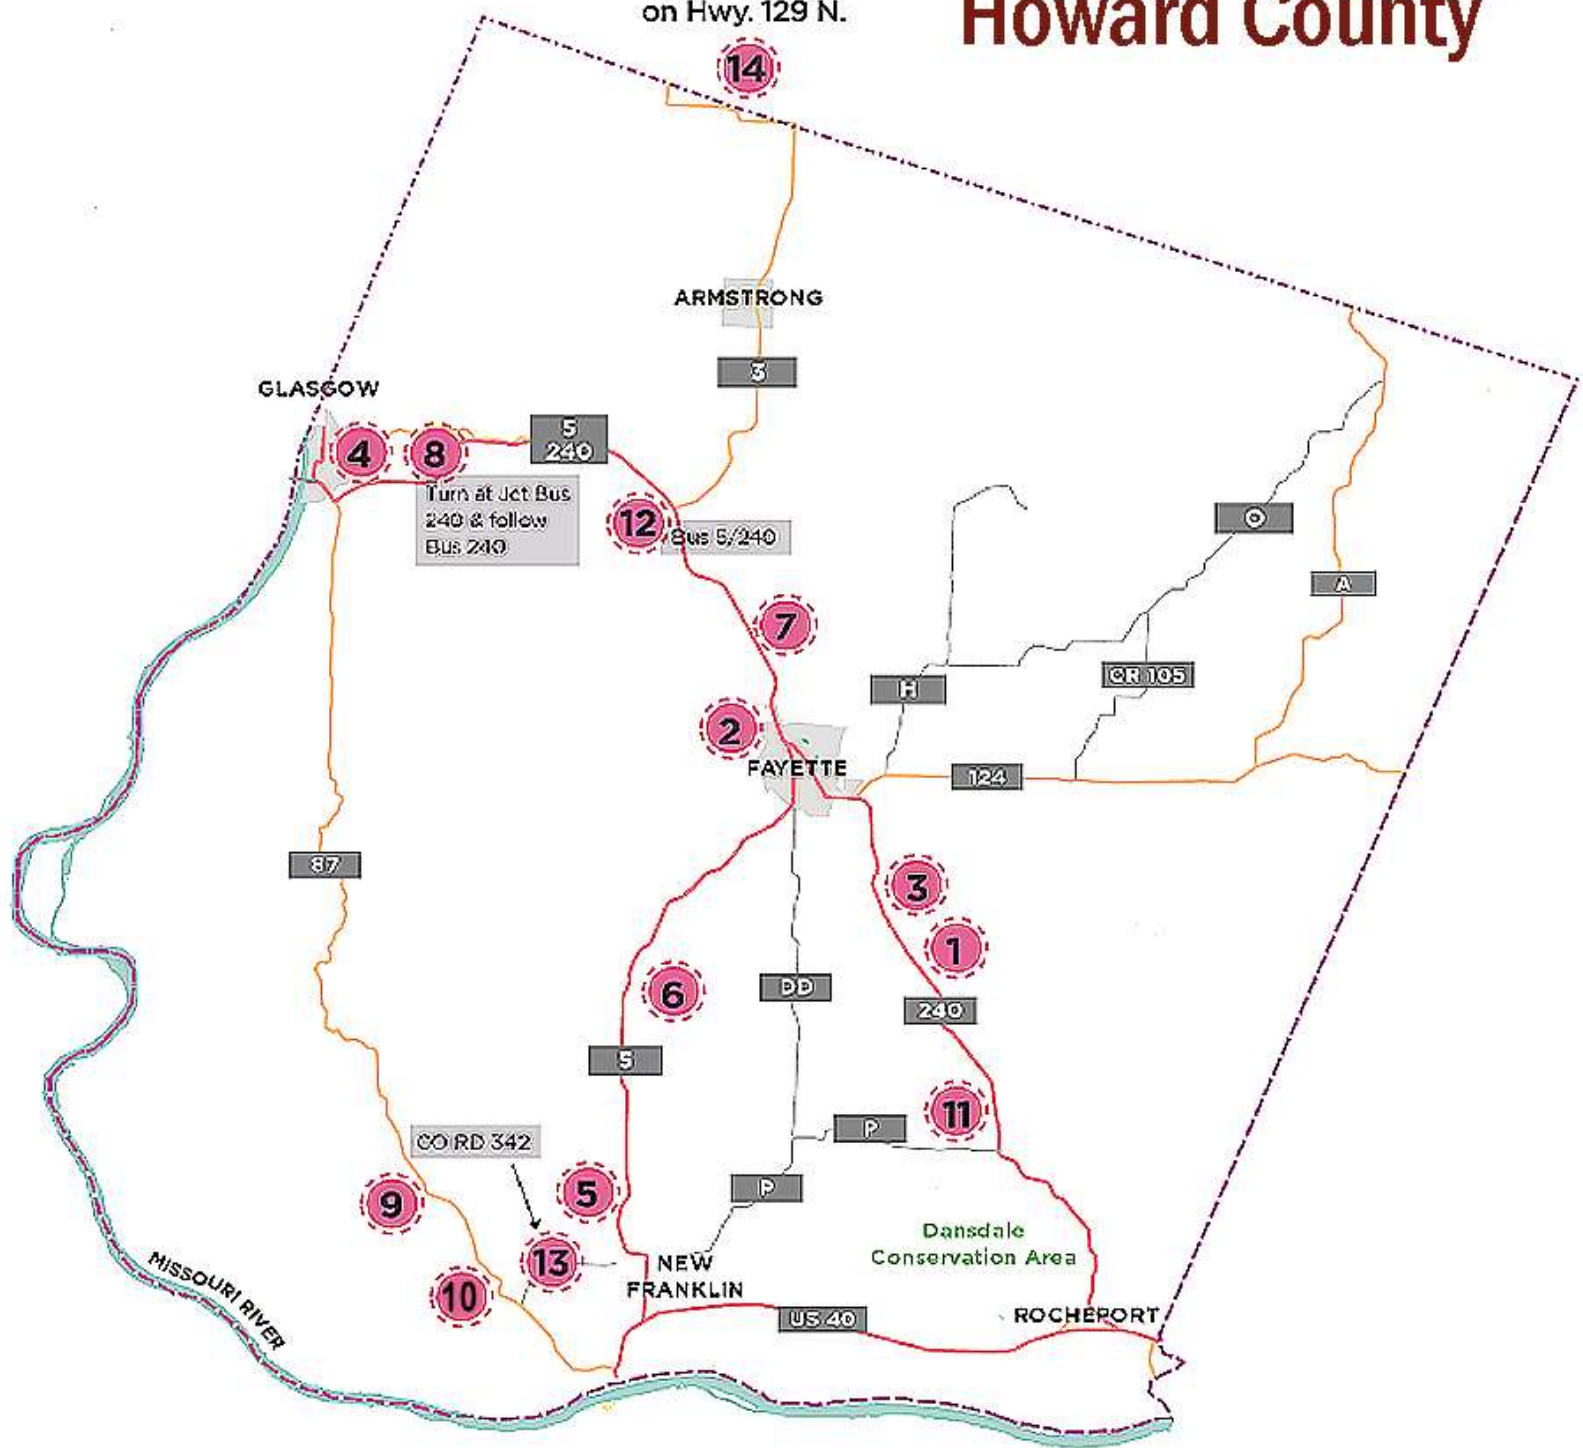 on Hwy. 129 N.
Howard County
14
ARMSTRONG
3
GLASGOW
4
8
5
240
Turn at Jct Bus
240 & follow
Bus 240
12
Bus 5/240
O
A
7
H
CR 105
2
FAYETTE
124
87
3
1
6
DD
240
5
11
P
CO RD 342
9
5
P
Dansdale
Conservation Area
13
NEW
FRANKLIN
10
US 40
ROCHEPORT
MISSOURI RIVER